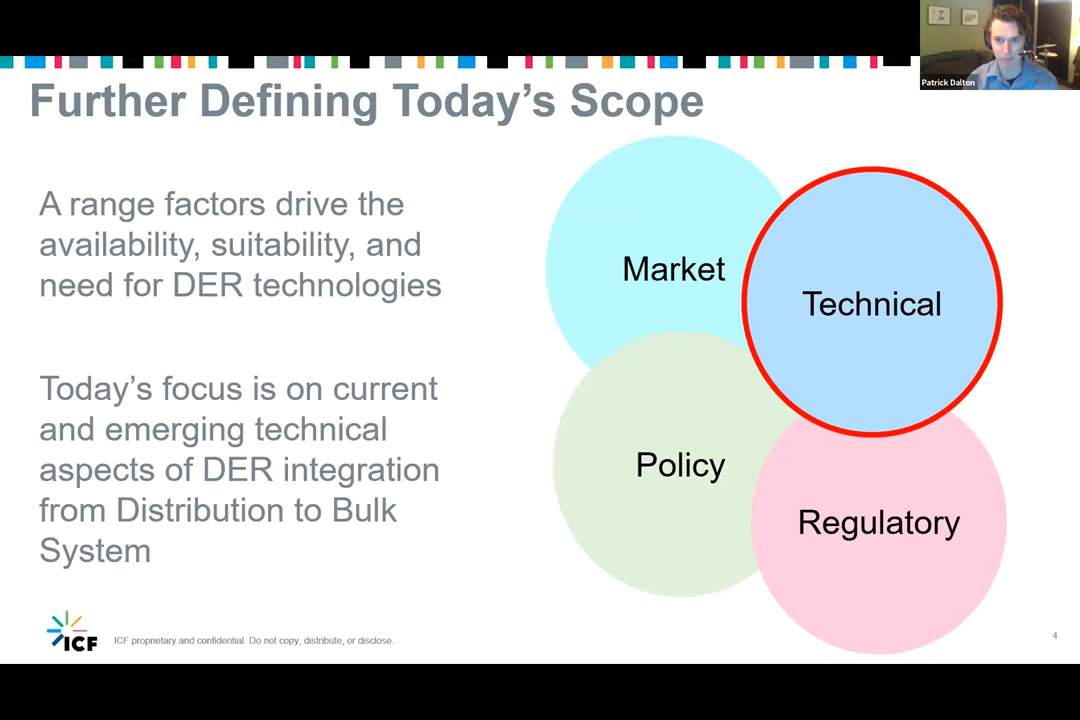 Patrick Dalton
Further Defining Today's Scope
A range factors drive the
availability, suitability, and
need for DER technologies
Today's focus is on current
and emerging technical
aspects of DER integration
from Distribution to Bulk
System
Market
Technical
Policy
Regulatory
ICF
ICF proprietary and confidential. Do not copy, distribute, or disclose.
4